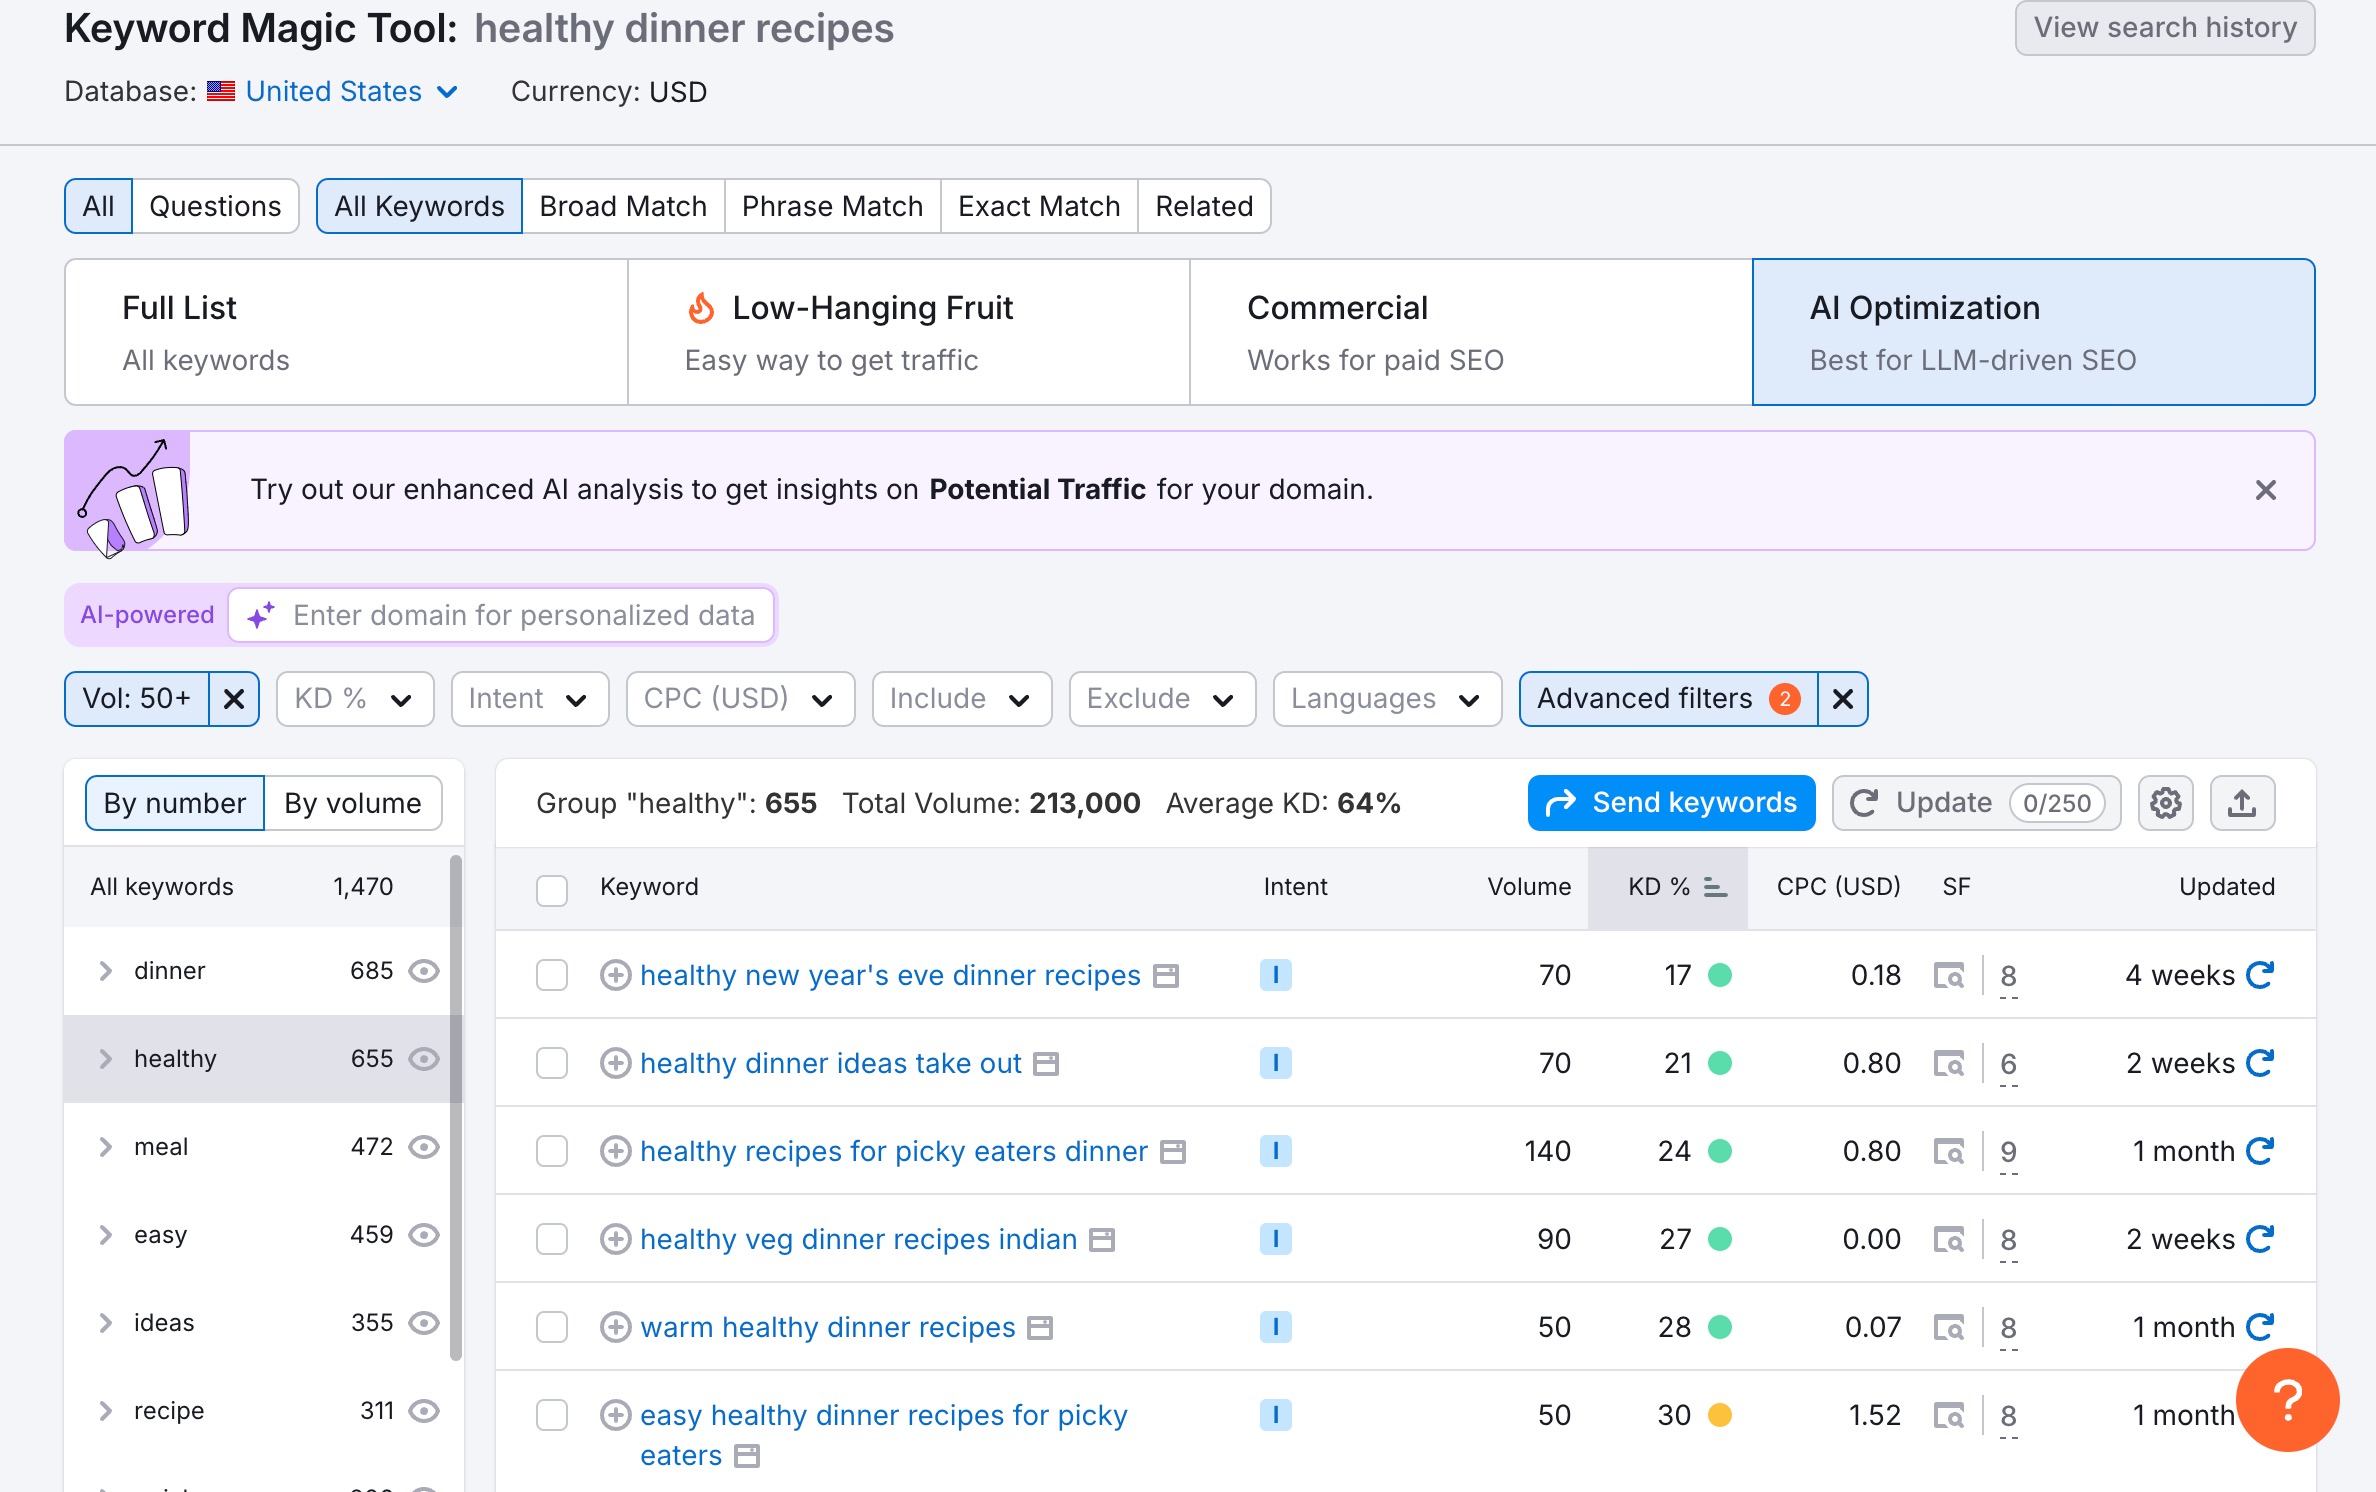 Keyword Magic Tool: healthy dinner recipes
View search history
Database: United States
Currency: USD
All
Questions
All Keywords
Broad Match
Phrase Match
Exact Match
Related
Full List
All keywords
Low-Hanging Fruit
Easy way to get traffic
Commercial
Works for paid SEO
AI Optimization
Best for LLM-driven SEO
Try out our enhanced AI analysis to get insights on Potential Traffic for your domain.
AI-powered
Enter domain for personalized data
Vol: 50+
KD %
Intent
CPC (USD)
Include
Exclude
Languages
Advanced filters 2
By number
By volume
All keywords 1,470
dinner 685
healthy 655
meal 472
easy 459
ideas 355
recipe 311
Group "healthy": 655 Total Volume: 213,000 Average KD: 64%
Send keywords
Update 0/250
Keyword Intent Volume KD % CPC (USD) SF Updated
healthy new year's eve dinner recipes I 70 17 0.18 8 4 weeks
healthy dinner ideas take out I 70 21 0.80 6 2 weeks
healthy recipes for picky eaters dinner I 140 24 0.80 9 1 month
healthy veg dinner recipes indian I 90 27 0.00 8 2 weeks
warm healthy dinner recipes I 50 28 0.07 8 1 month
easy healthy dinner recipes for picky I 50 30 1.52 8 1 month
eaters
?